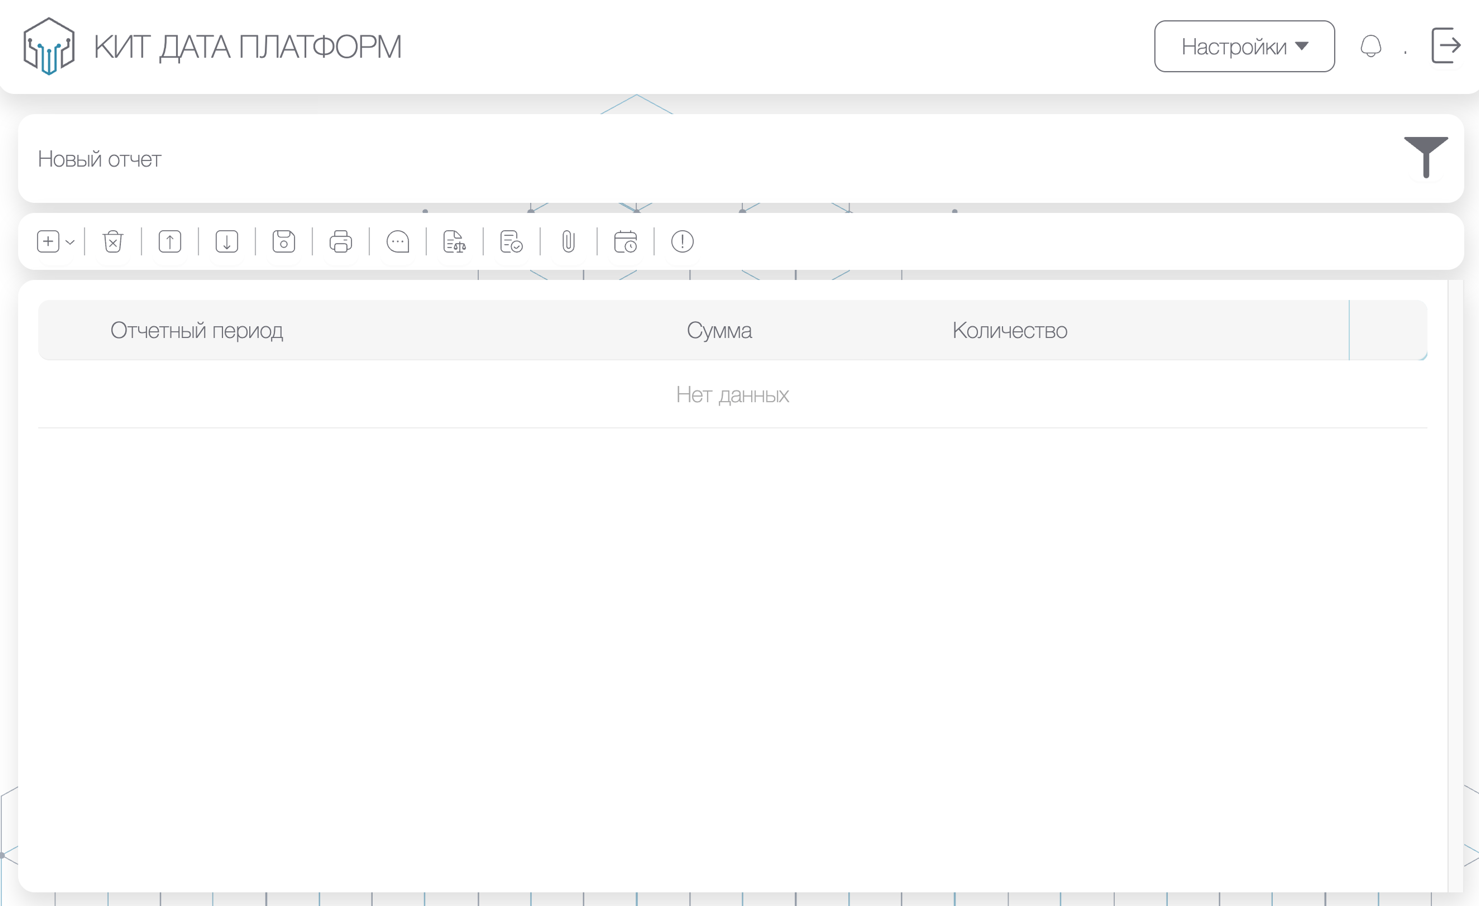 КИТ ДАТА ПЛАТФОРМ
Настройки
.
Новый отчет
Отчетный период Сумма Количество
Нет данных